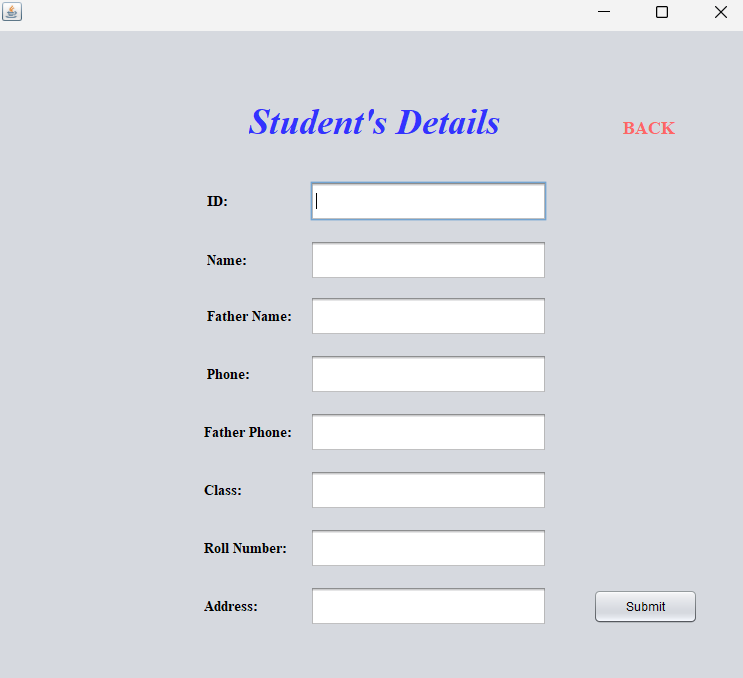 Student's Details
BACK
ID:
Name:
Father Name:
Phone:
Father Phone:
Class:
Roll Number:
Address:
Submit